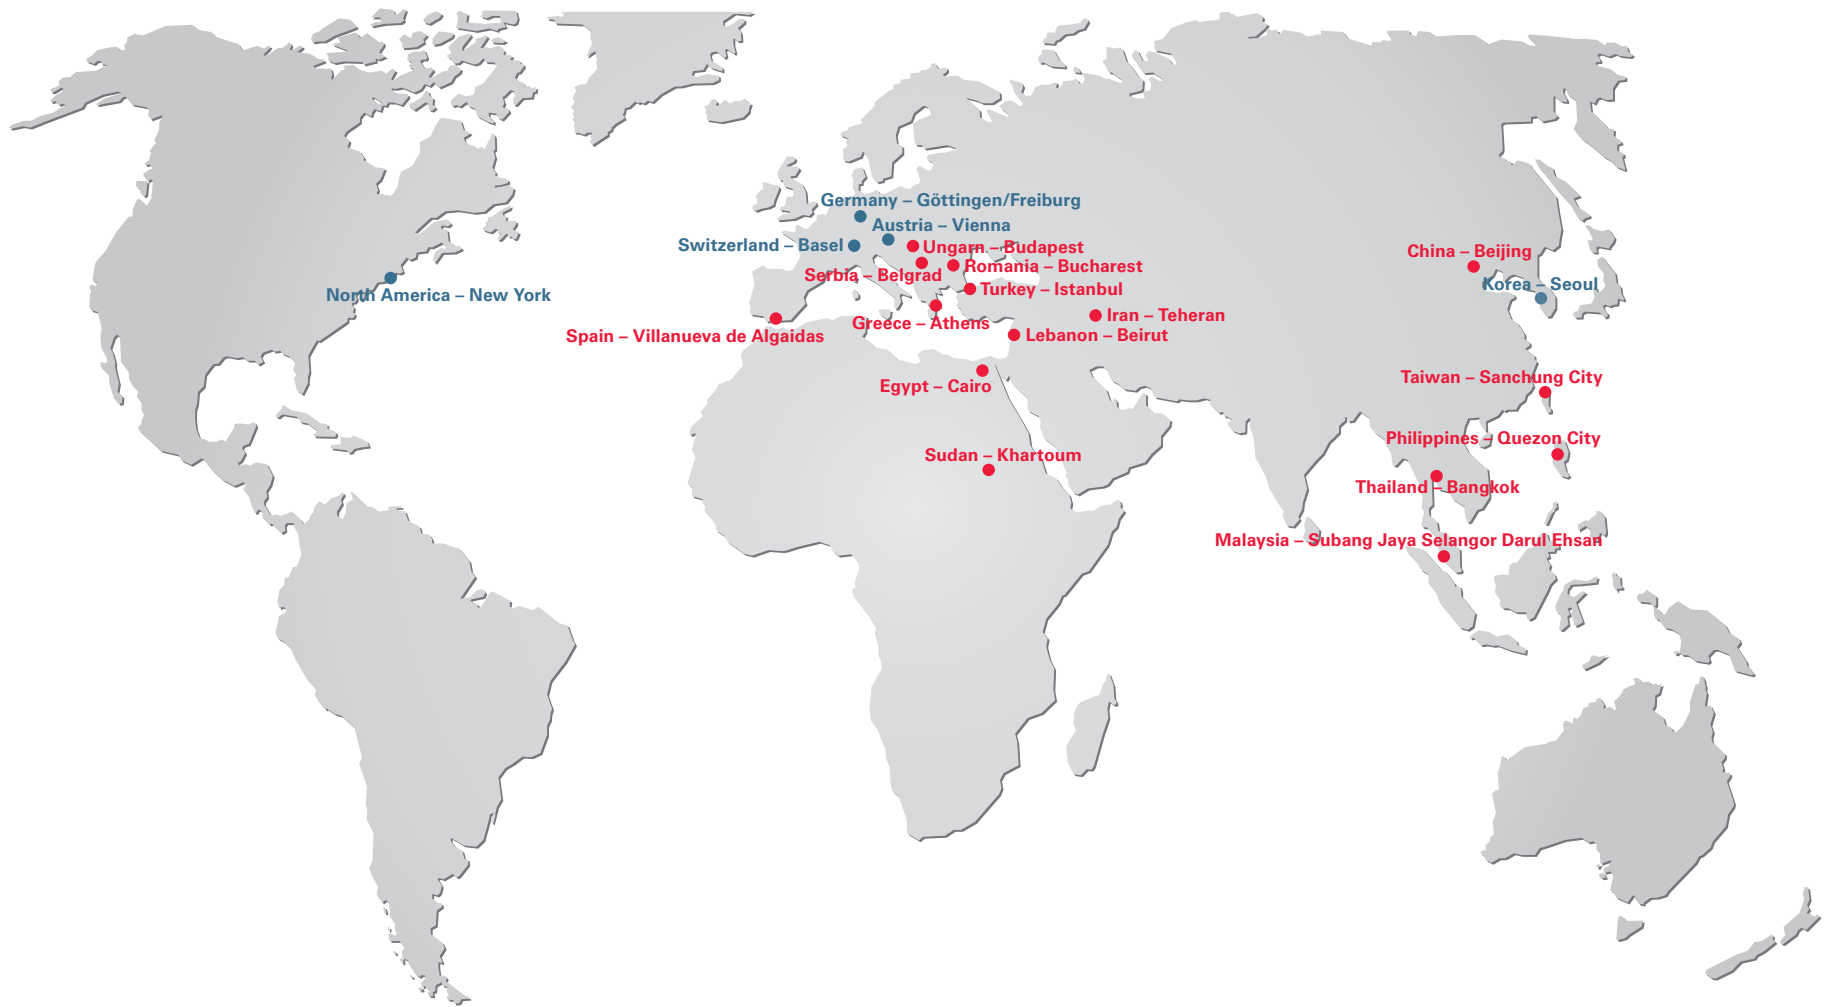 Germany – Göttingen/Freiburg
Austria – Vienna
Switzerland – Basel
Ungarn – Budapest
China – Beijing
Serbia – Belgrad
Romania – Bucharest
Korea – Seoul
Turkey – Istanbul
North America – New York
Iran – Teheran
Greece – Athens
Spain – Villanueva de Algaidas
Lebanon – Beirut
Taiwan – Sanchung City
Egypt – Cairo
Philippines – Quezon City
Sudan – Khartoum
Thailand – Bangkok
Malaysia – Subang Jaya Selangor Darul Ehsan